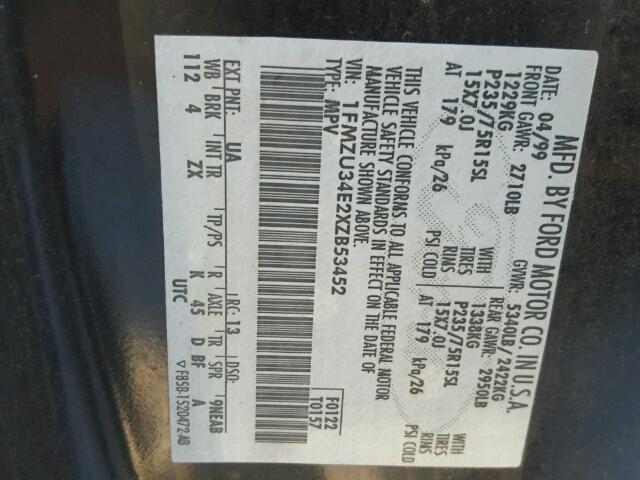 MFD. BY FORD MOTOR CO. IN U.S.A.
DATE: 04/99 GVWR: 5340LB/2422KG
FRONT GAWR: 2710LB REAR GAWR: 2950LB
1229KG WITH 1338KG WITH
P235/75R15SL TIRES P235/75R15SL TIRES
15X7.0J RIMS 15X7.0J RIMS
AT 179 kPa/26 PSI COLD AT 179 kPa/26 PSI COLD
THIS VEHICLE CONFORMS TO ALL APPLICABLE FEDERAL MOTOR
VEHICLE SAFETY STANDARDS IN EFFECT ON THE DATE OF
MANUFACTURE SHOWN ABOVE.
VIN: 1FMZU34E2XZB53452 F0122
TYPE: MPV T0157
EXT PNT: UA RC: 13 DSO:
WB BRK INT TR TP/PS R AXLE TR SPR 9NEAB
112 4 ZX K 45 D BF A
UTC ▽F85B-1520472-AB